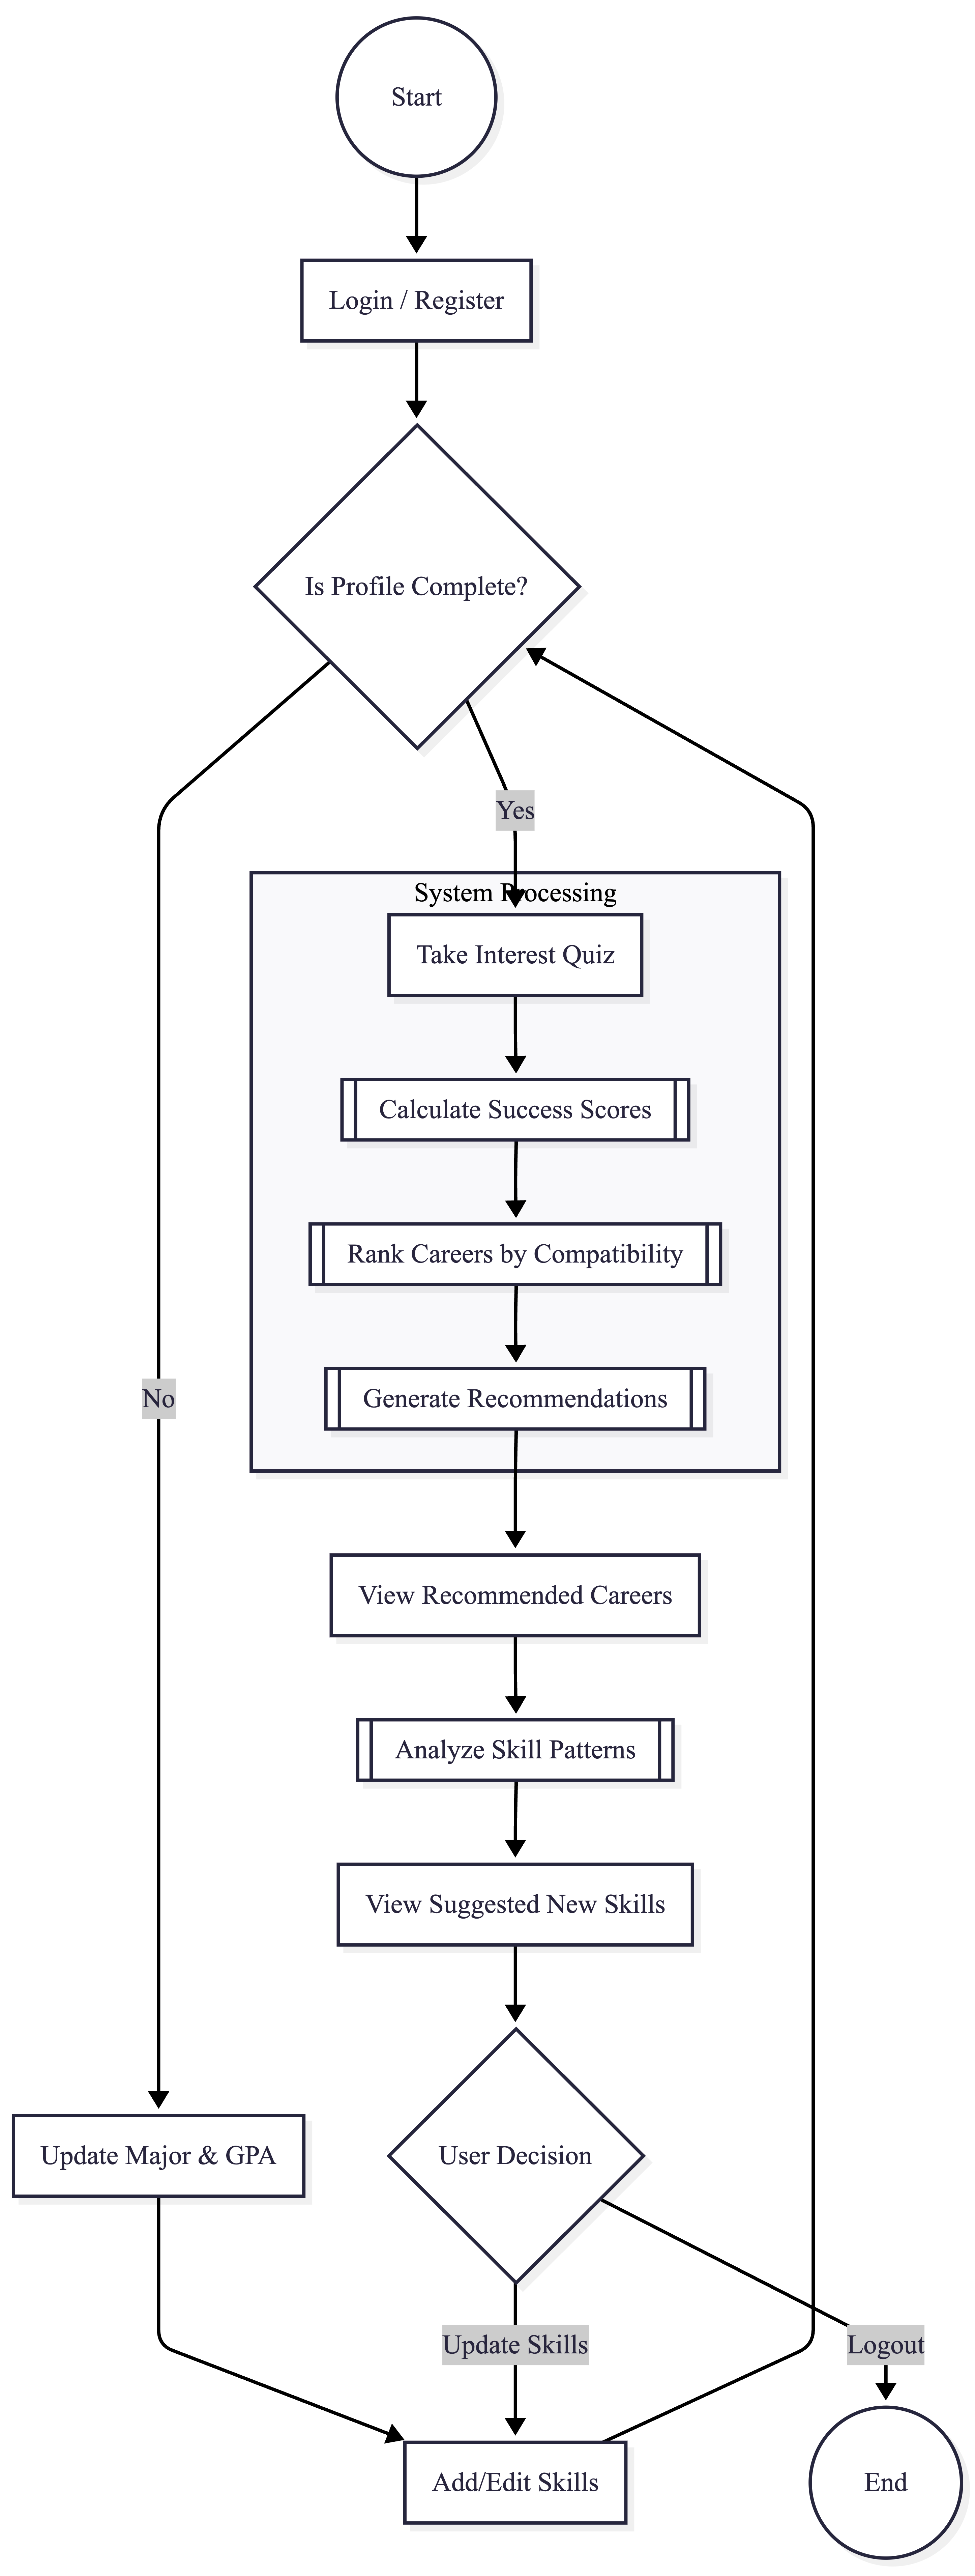 Start
Login / Register
Is Profile Complete?
Yes
System Processing
Take Interest Quiz
Calculate Success Scores
Rank Careers by Compatibility
No
Generate Recommendations
View Recommended Careers
Analyze Skill Patterns
View Suggested New Skills
Update Major & GPA
User Decision
Update Skills
Logout
Add/Edit Skills
End